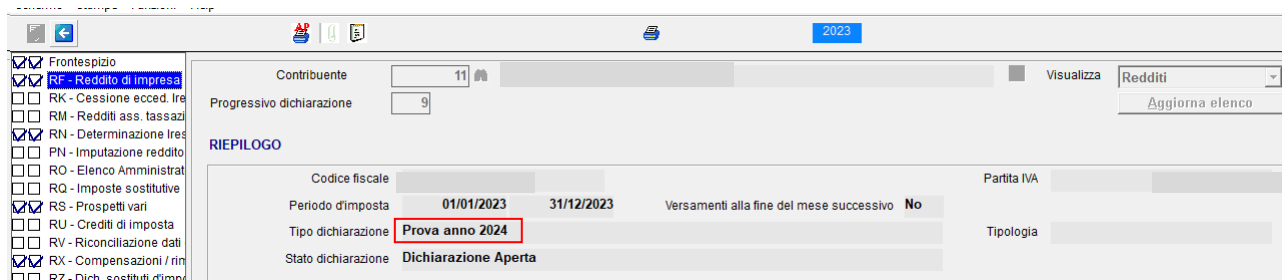 2023
Frontespizio
RF - Reddito di impresa
RK - Cessione ecced. Ire
RM - Redditi ass. tassazi
RN - Determinazione Ires
PN - Imputazione reddito
RO - Elenco Amministrat
RQ - Imposte sostitutive
RS - Prospetti vari
RU - Crediti di imposta
RV - Riconciliazione dati
RX - Compensazioni / rim
RZ - Dich. sostituti d'impo
Contribuente 11 Visualizza Redditi
Progressivo dichiarazione 9 Aggiorna elenco
RIEPILOGO
Codice fiscale Partita IVA
Periodo d'imposta 01/01/2023 31/12/2023 Versamenti alla fine del mese successivo No
Tipo dichiarazione Prova anno 2024 Tipologia
Stato dichiarazione Dichiarazione Aperta